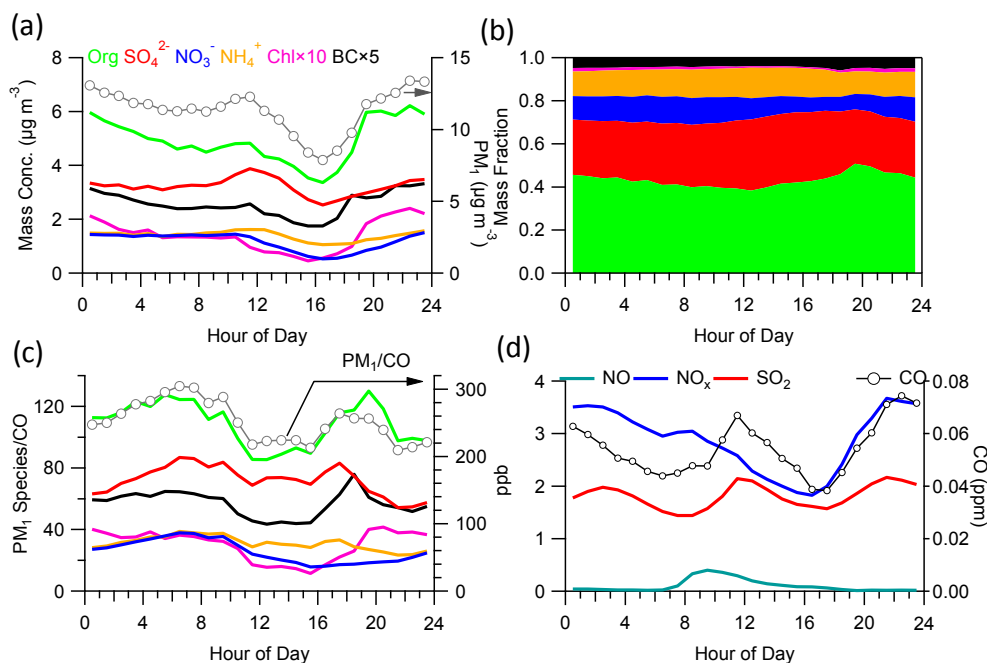 (a)
Org SO₄²⁻ NO₃⁻ NH₄⁺ Chl×10 BC×5
Mass Conc. (µg m⁻³)
8
6
4
2
0
15
10
5
0
PM₁ (µg m⁻³)
0 4 8 12 16 20 24
Hour of Day
(b)
Mass Fraction
1.0
0.8
0.6
0.4
0.2
0.0
0 4 8 12 16 20 24
Hour of Day
(c)
PM₁/CO
PM₁ Species/CO
120
80
40
0
300
200
100
0
0 4 8 12 16 20 24
Hour of Day
(d)
NO NOₓ SO₂ CO
ppb
4
3
2
1
0
0.08
0.06
0.04
0.02
0.00
CO (ppm)
0 4 8 12 16 20 24
Hour of Day